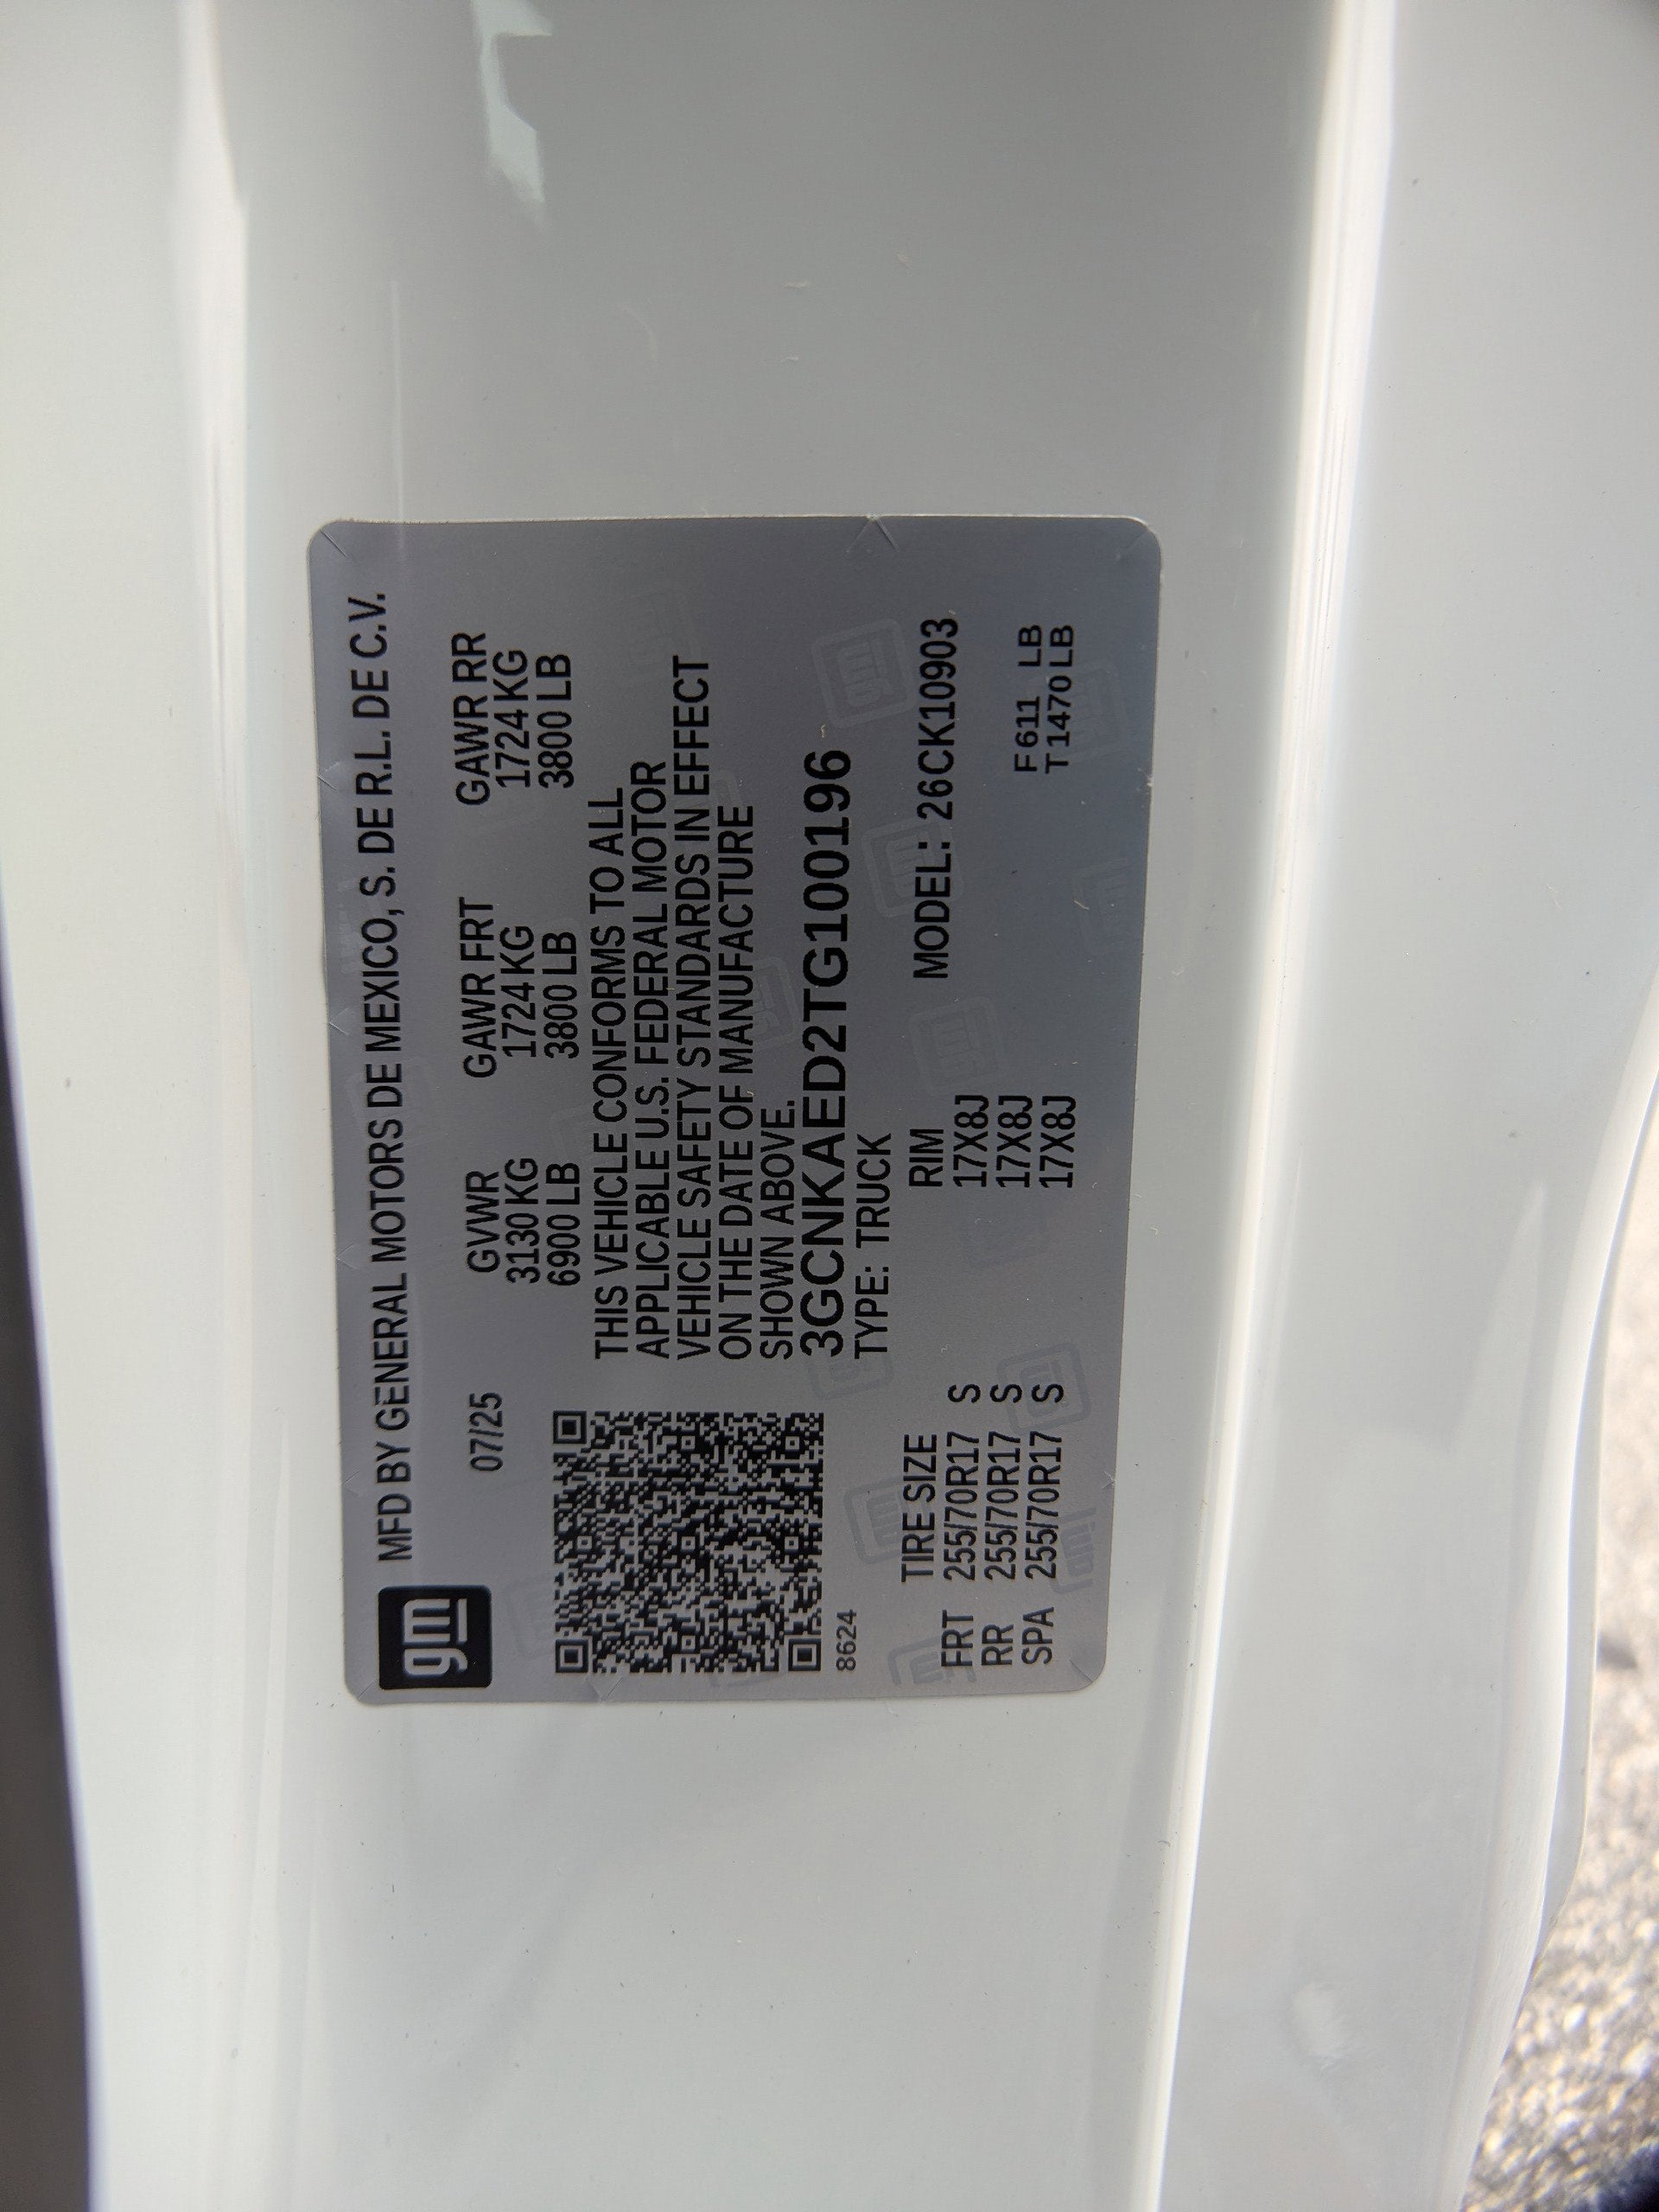 gm MFD BY GENERAL MOTORS DE MEXICO, S. DE R.L. DE C.V.
07/25 GVWR GAWR FRT GAWR RR
3130 KG 1724 KG 1724 KG
6900 LB 3800 LB 3800 LB
THIS VEHICLE CONFORMS TO ALL
APPLICABLE U.S. FEDERAL MOTOR
VEHICLE SAFETY STANDARDS IN EFFECT
ON THE DATE OF MANUFACTURE
SHOWN ABOVE.
3GCNKAED2TG100196
8624 TYPE: TRUCK
TIRE SIZE RIM MODEL: 26CK10903
FRT 255/70R17 S 17X8J
RR 255/70R17 S 17X8J F 611 LB
SPA 255/70R17 S 17X8J T 1470 LB